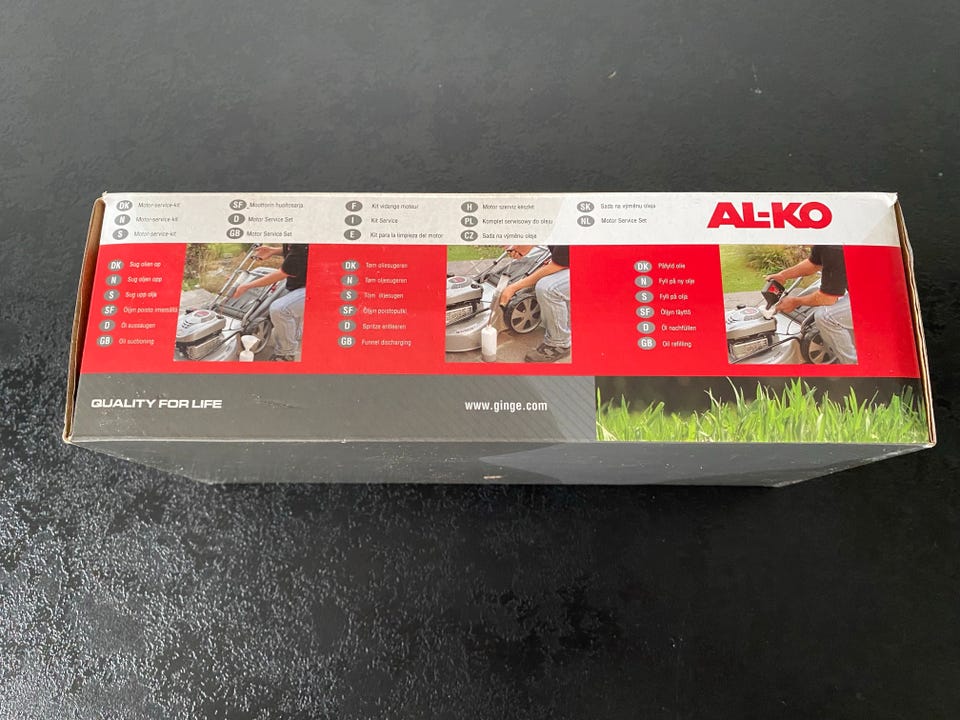 DK Motor-service-kit
N Motor-service-kit
S Motor-service-kit
SF Moottorin huoltosarja
D Motor Service Set
GB Motor Service Set
F Kit vidange moteur
I Kit Service
E Kit para la limpieza del motor
H Motor szerviz készlet
PL Komplet serwisowy do oleju
CZ Sada na výměnu oleja
SK Sada na výměnu oleja
NL Motor Service Set
AL-KO
DK Sug olien op
N Sug oljen opp
S Sug upp olja
SF Öljyn poisto imemällä
D Öl aussaugen
GB Oil suctioning
DK Tøm oliesugeren
N Tøm oljesugeren
S Töm oljesugen
SF Öljyn poistoputki
D Spritze entleeren
GB Funnel discharging
DK Påfyld olie
N Fyll på ny olje
S Fyll på olja
SF Öljyn täyttö
D Öl nachfüllen
GB Oil refilling
QUALITY FOR LIFE
www.ginge.com